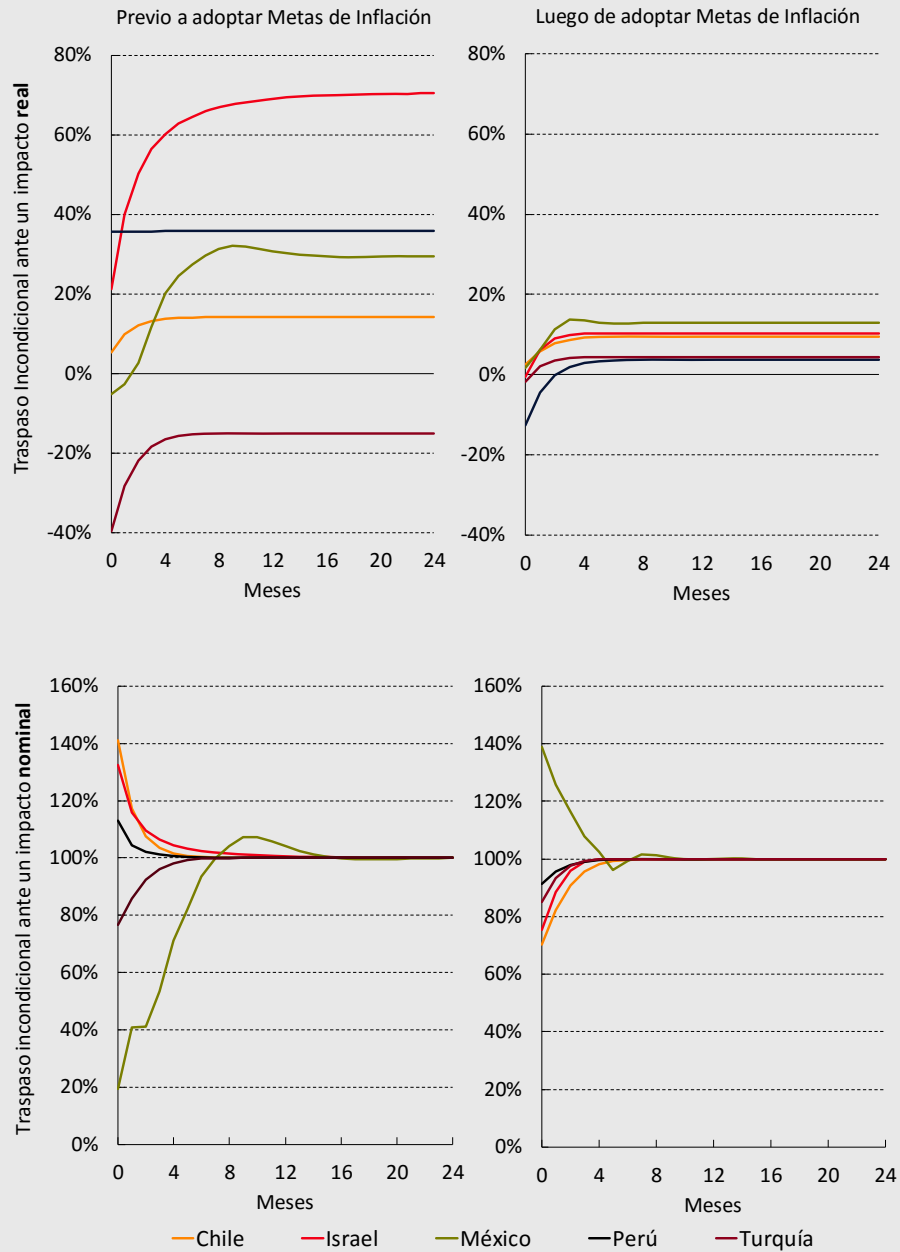 Previo a adoptar Metas de Inflación
Luego de adoptar Metas de Inflación
Traspaso Incondicional ante un impacto real
80%
60%
40%
20%
0%
-20%
-40%
0 4 8 12 16 20 24
Meses
80%
60%
40%
20%
0%
-20%
-40%
0 4 8 12 16 20 24
Meses
Traspaso incondicional ante un impacto nominal
160%
140%
120%
100%
80%
60%
40%
20%
0%
0 4 8 12 16 20 24
Meses
160%
140%
120%
100%
80%
60%
40%
20%
0%
0 4 8 12 16 20 24
Meses
Chile Israel México Perú Turquía